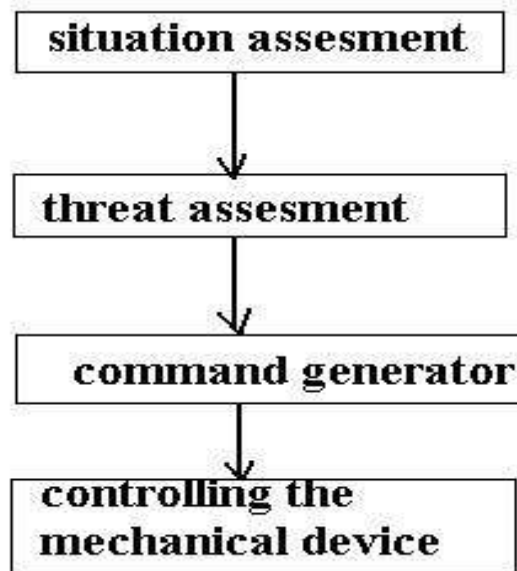 situation assesment
threat assesment
command generator
controlling the
mechanical device